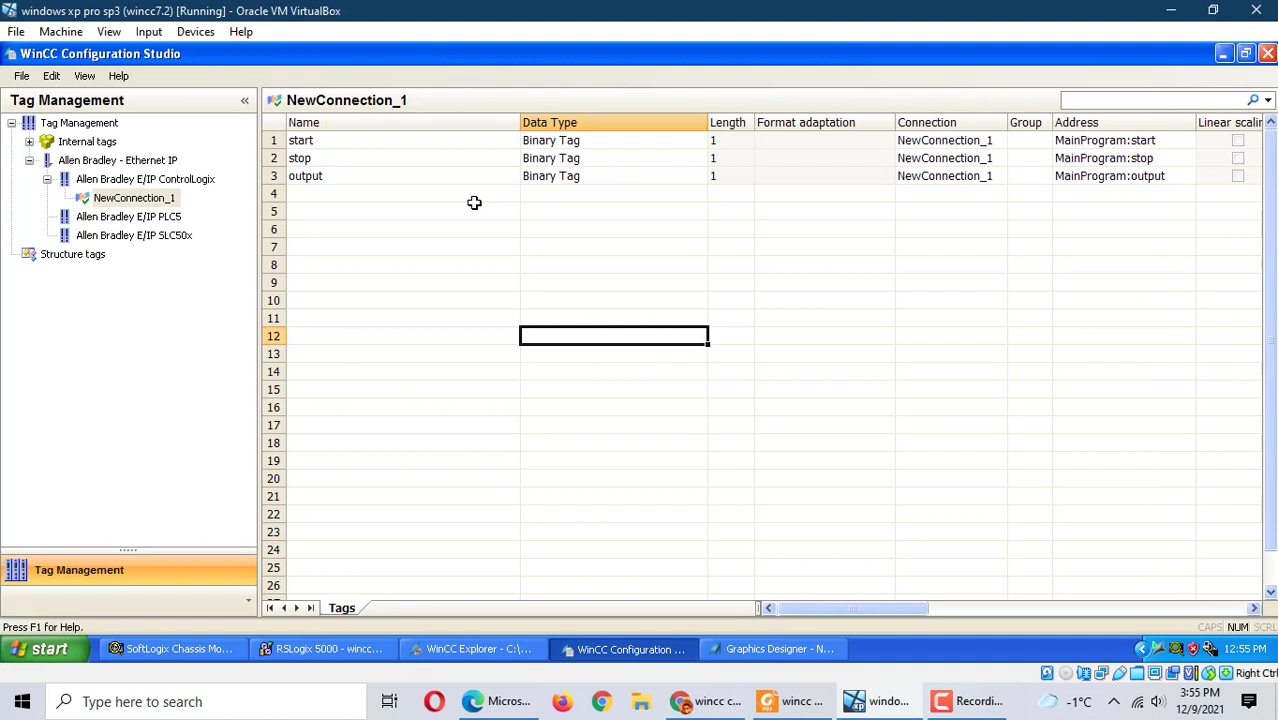 windows xp pro sp3 (wincc7.2) [Running] - Oracle VM VirtualBox
File Machine View Input Devices Help
WinCC Configuration Studio
File Edit View Help
Tag Management «
NewConnection_1
Name Data Type Length Format adaptation Connection Group Address Linear scalin
1 start Binary Tag 1 NewConnection_1 MainProgram:start
2 stop Binary Tag 1 NewConnection_1 MainProgram:stop
3 output Binary Tag 1 NewConnection_1 MainProgram:output
4
5
6
7
8
9
10
11
12
13
14
15
16
17
18
19
20
21
22
23
24
25
26
Tag Management
Internal tags
Allen Bradley - Ethernet IP
Allen Bradley E/IP ControlLogix
NewConnection_1
Allen Bradley E/IP PLC5
Allen Bradley E/IP SLC50x
Structure tags
Tag Management
Tags
Press F1 for Help.
CAPS NUM SCRL
start SoftLogix Chassis Mo... RSLogix 5000 - wincc... WinCC Explorer - C:\... WinCC Configuration ... Graphics Designer - N... 12:55 PM
Right Ctrl
Type here to search Micros... wincc c... wincc ... windo... Recordi... -1°C 3:55 PM
12/9/2021